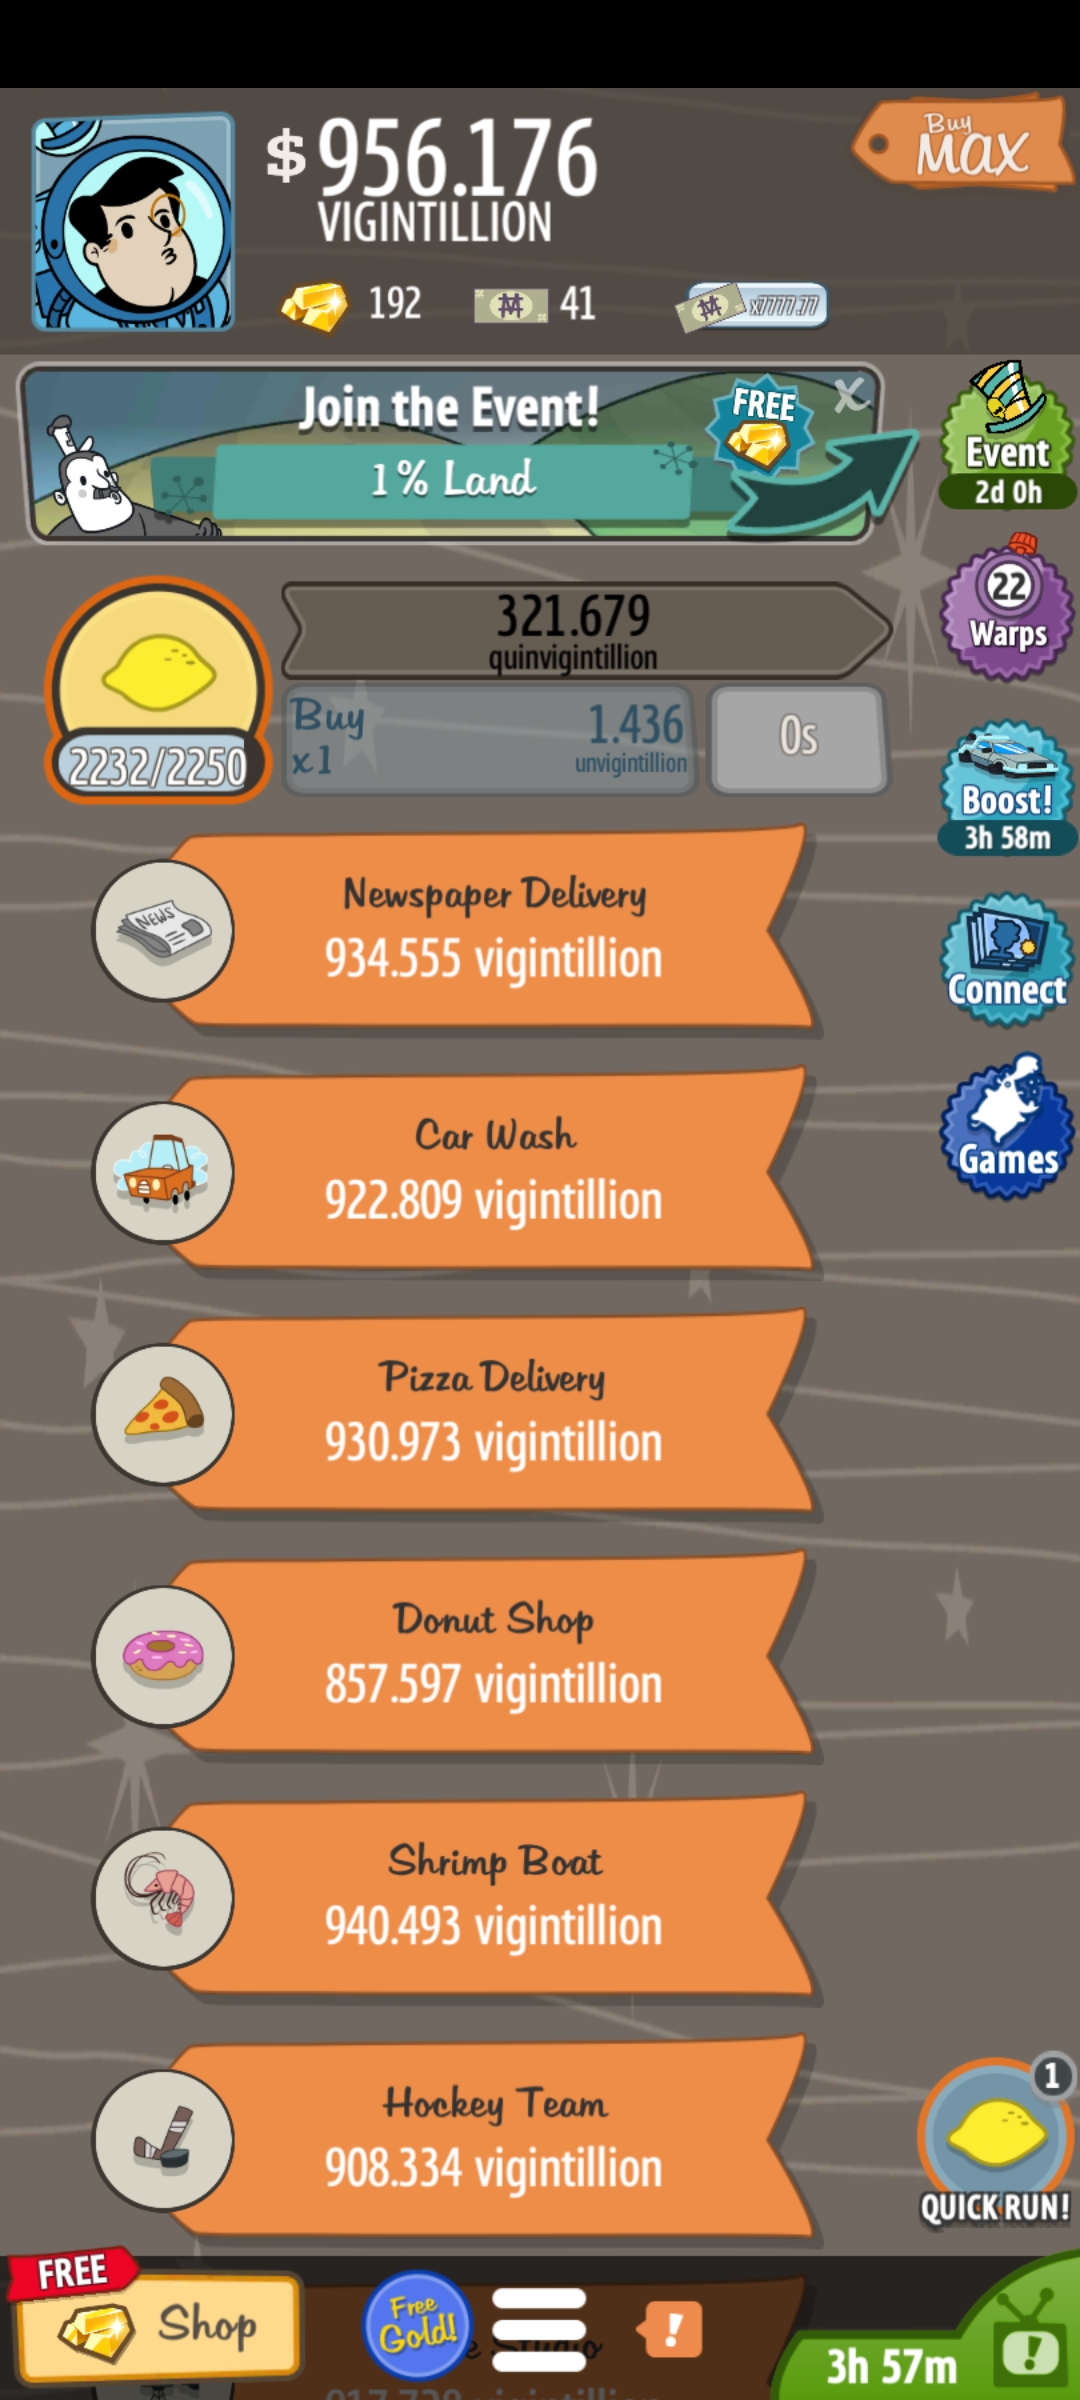 $956.176
VIGINTILLION
Buy
MAX
192
41
x7777.77
Join the Event!
1% Land
FREE
X
Event
2d 0h
321.679
quinvigintillion
22
Warps
2232/2250
Buy
x1
1.436
unvigintillion
0s
Boost!
3h 58m
NEWS
Newspaper Delivery
934.555 vigintillion
Connect
Car Wash
922.809 vigintillion
Games
Pizza Delivery
930.973 vigintillion
Donut Shop
857.597 vigintillion
Shrimp Boat
940.493 vigintillion
Hockey Team
908.334 vigintillion
1
QUICK RUN!
FREE
Shop
Free
Gold!
!
!
3h 57m